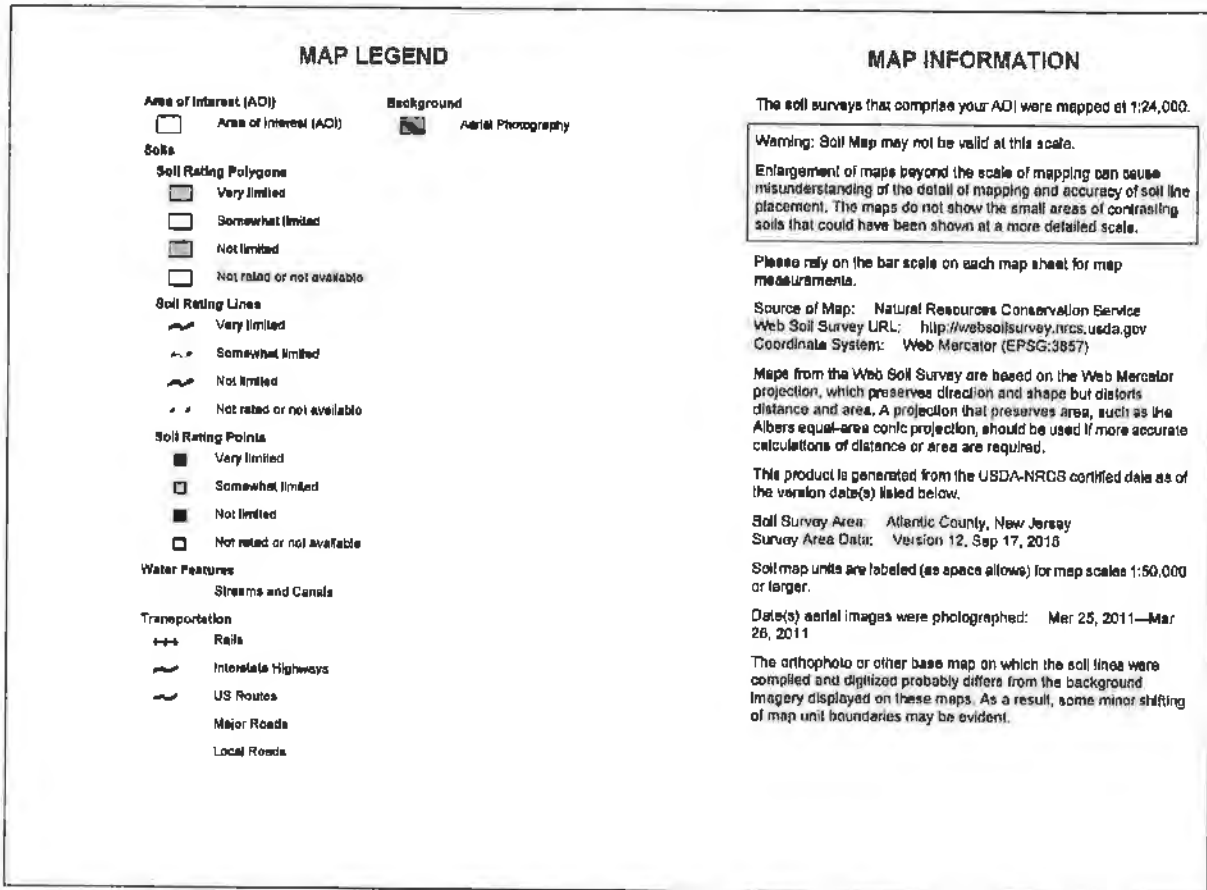 MAP LEGEND
Area of Interest (AOI)
Area of Interest (AOI)
Soils
Soil Rating Polygons
Very limited
Somewhat limited
Not limited
Not rated or not available
Soil Rating Lines
Very limited
Somewhat limited
Not limited
Not rated or not available
Soil Rating Points
Very limited
Somewhat limited
Not limited
Not rated or not available
Water Features
Streams and Canals
Transportation
Rails
Interstate Highways
US Routes
Major Roads
Local Roads
Background
Aerial Photography
MAP INFORMATION
The soil surveys that comprise your AOI were mapped at 1:24,000.
Warning: Soil Map may not be valid at this scale.
Enlargement of maps beyond the scale of mapping can cause
misunderstanding of the detail of mapping and accuracy of soil line
placement. The maps do not show the small areas of contrasting
soils that could have been shown at a more detailed scale.
Please rely on the bar scale on each map sheet for map
measurements.
Source of Map: Natural Resources Conservation Service
Web Soil Survey URL: http://websoilsurvey.nrcs.usda.gov
Coordinate System: Web Mercator (EPSG:3857)
Maps from the Web Soil Survey are based on the Web Mercator
projection, which preserves direction and shape but distorts
distance and area. A projection that preserves area, such as the
Albers equal-area conic projection, should be used if more accurate
calculations of distance or area are required.
This product is generated from the USDA-NRCS certified data as of
the version date(s) listed below.
Soil Survey Area: Atlantic County, New Jersey
Survey Area Data: Version 12, Sep 17, 2016
Soil map units are labeled (as space allows) for map scales 1:50,000
or larger.
Date(s) aerial images were photographed: Mar 25, 2011—Mar
26, 2011
The orthophoto or other base map on which the soil lines were
compiled and digitized probably differs from the background
imagery displayed on these maps. As a result, some minor shifting
of map unit boundaries may be evident.